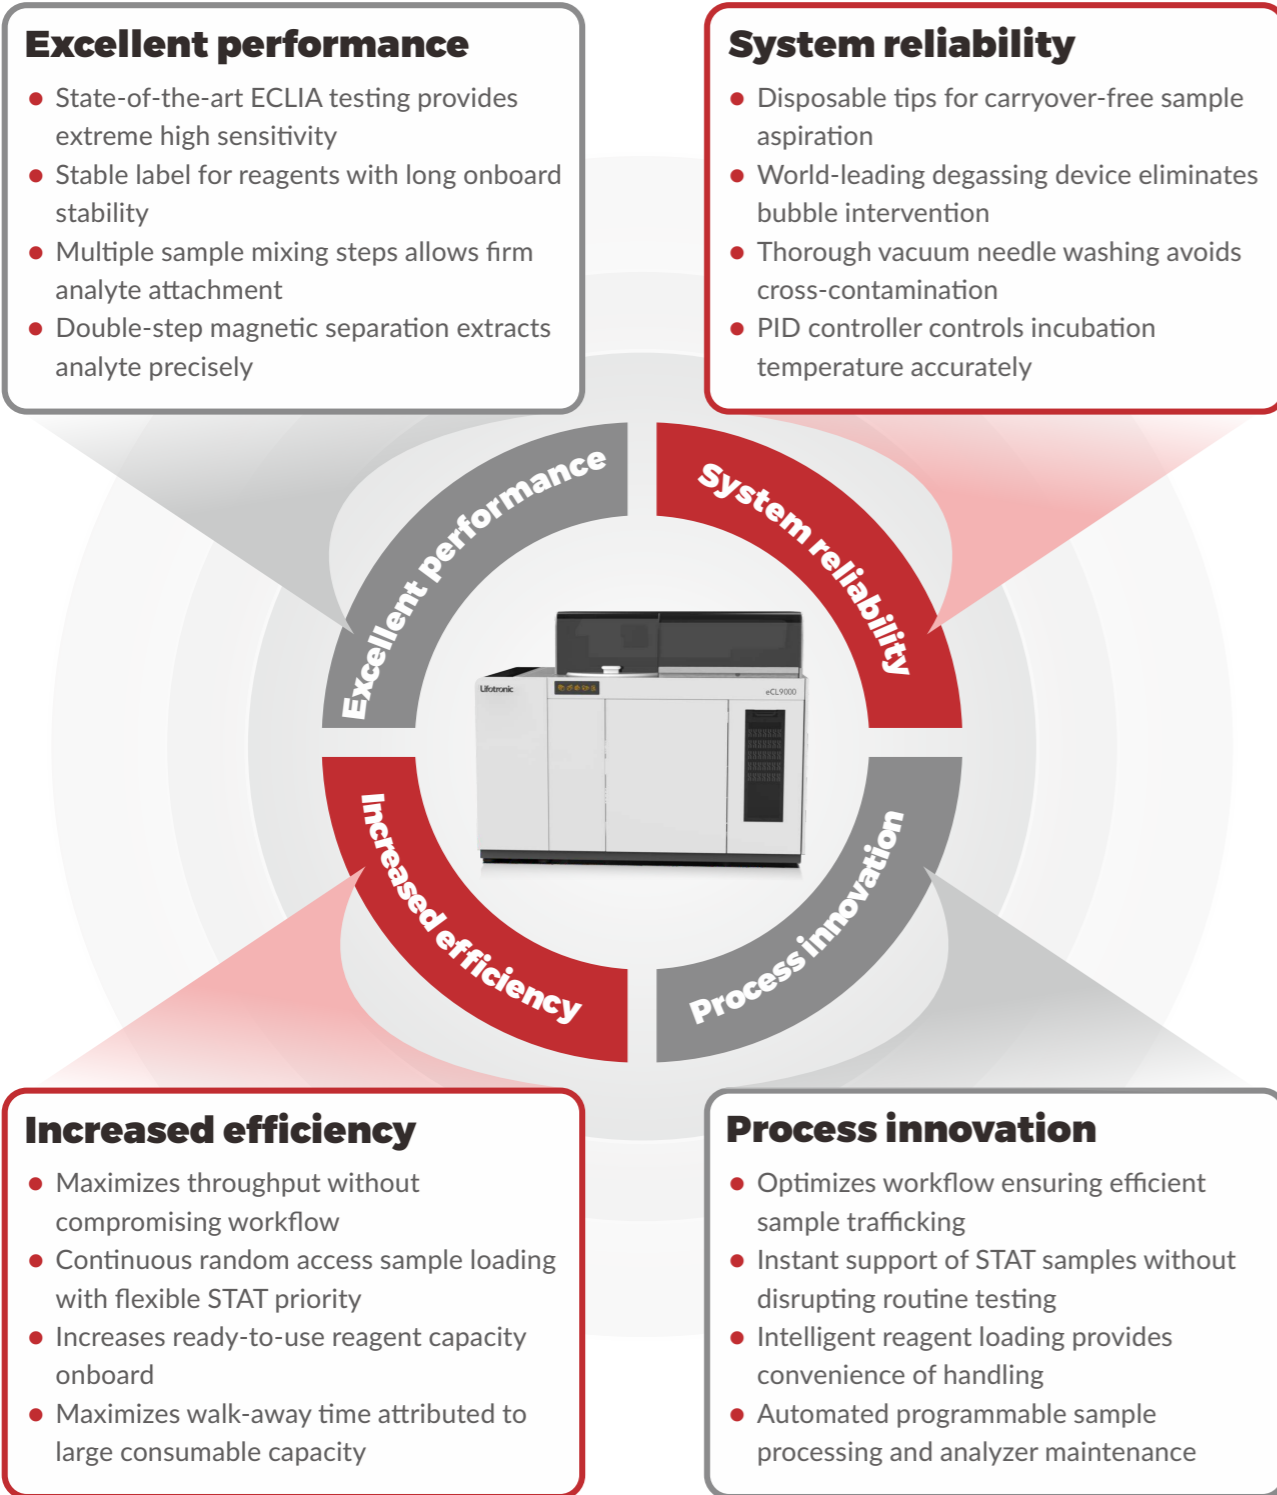 Excellent performance
● State-of-the-art ECLIA testing provides
extreme high sensitivity
● Stable label for reagents with long onboard
stability
● Multiple sample mixing steps allows firm
analyte attachment
● Double-step magnetic separation extracts
analyte precisely
System reliability
● Disposable tips for carryover-free sample
aspiration
● World-leading degassing device eliminates
bubble intervention
● Thorough vacuum needle washing avoids
cross-contamination
● PID controller controls incubation
temperature accurately
Excellent performance
System reliability
Lifotronic
eCL9000
Increased efficiency
Process innovation
Increased efficiency
● Maximizes throughput without
compromising workflow
● Continuous random access sample loading
with flexible STAT priority
● Increases ready-to-use reagent capacity
onboard
● Maximizes walk-away time attributed to
large consumable capacity
Process innovation
● Optimizes workflow ensuring efficient
sample trafficking
● Instant support of STAT samples without
disrupting routine testing
● Intelligent reagent loading provides
convenience of handling
● Automated programmable sample
processing and analyzer maintenance